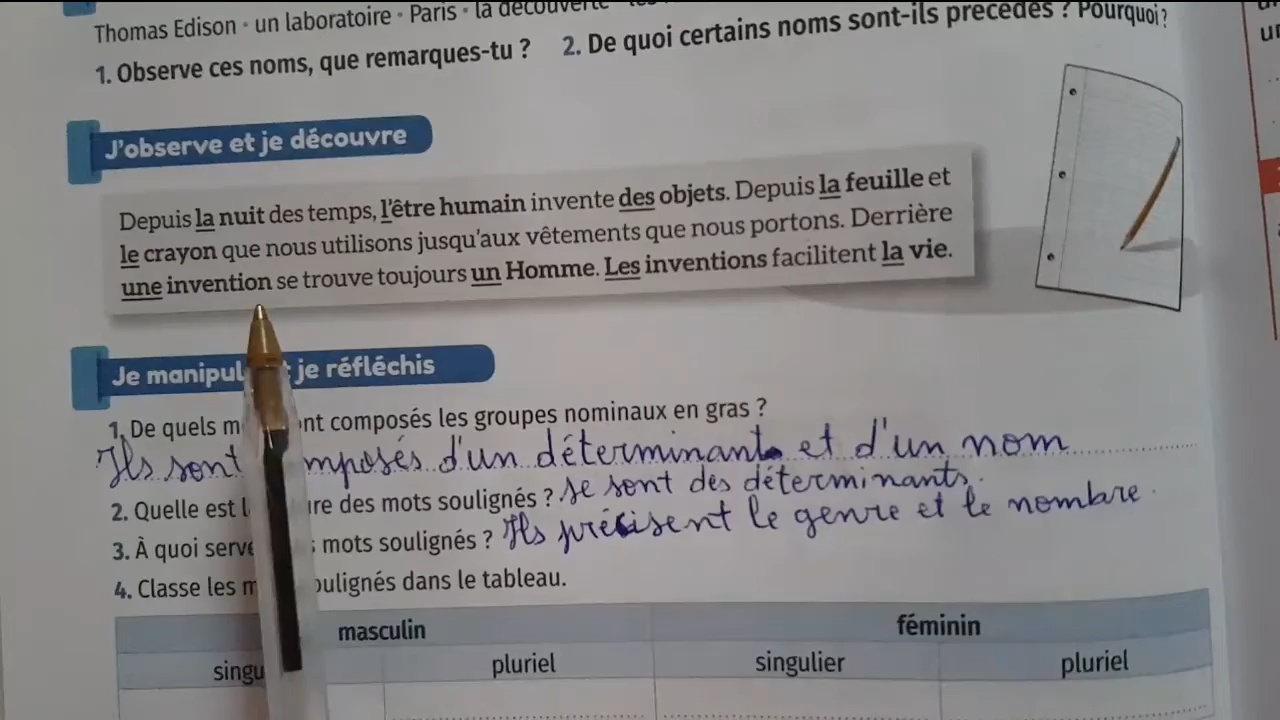 Thomas Edison · un laboratoire · Paris · la découverte
1. Observe ces noms, que remarques-tu ? 2. De quoi certains noms sont-ils précédés ? Pourquoi ?
J'observe et je découvre
Depuis la nuit des temps, l'être humain invente des objets. Depuis la feuille et
le crayon que nous utilisons jusqu'aux vêtements que nous portons. Derrière
une invention se trouve toujours un Homme. Les inventions facilitent la vie.
Je manipul t je réfléchis
1. De quels m nt composés les groupes nominaux en gras ?
Ils sont mposés d'un déterminant et d'un nom
2. Quelle est l ure des mots soulignés ? se sont des déterminants.
3. À quoi serve s mots soulignés ? Ils précisent le genre et le nombre.
4. Classe les m oulignés dans le tableau.
masculin féminin
singu pluriel singulier pluriel